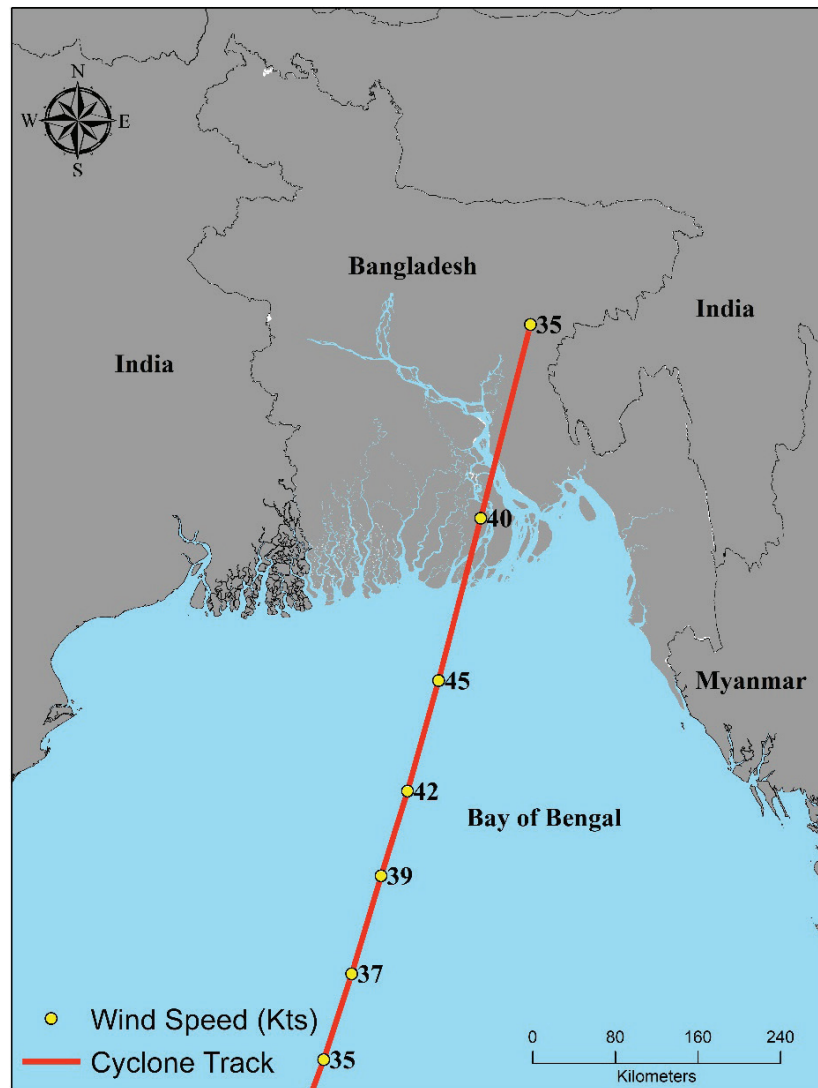 N
W E
S
Bangladesh
35
India
India
40
45
Myanmar
42
Bay of Bengal
39
37
Wind Speed (Kts)
35
Cyclone Track
0 80 160 240
Kilometers